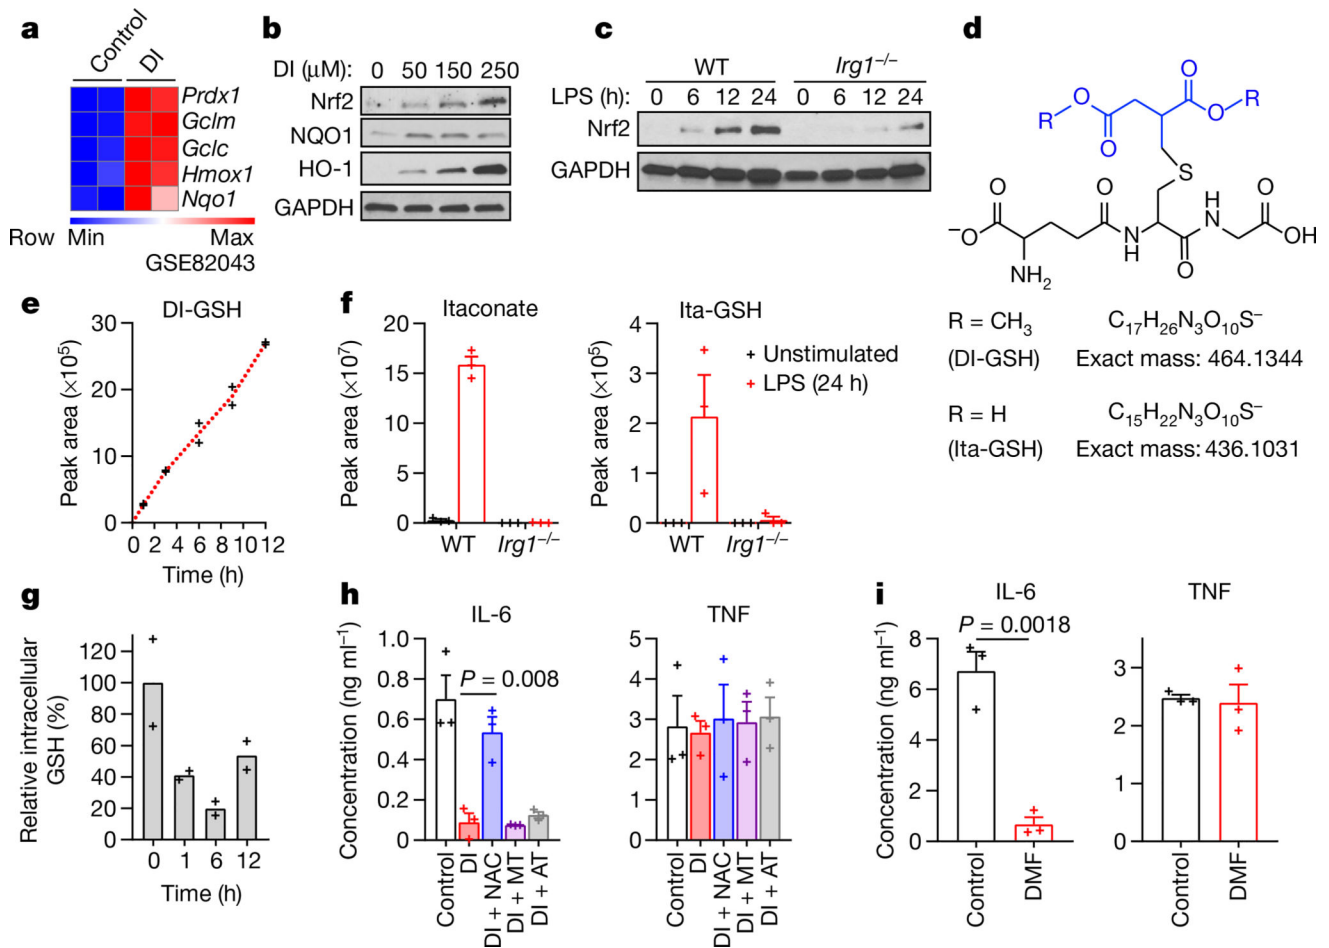 a
Control
DI
Prdx1
Gclm
Gclc
Hmox1
Nqo1
Row Min Max
GSE82043
b
DI (μM): 0 50 150 250
Nrf2
NQO1
HO-1
GAPDH
c
WT Irg1–/–
LPS (h): 0 6 12 24 0 6 12 24
Nrf2
GAPDH
d
R O O O R
O O
S
O O H O
–O N N OH
H
NH2 O
R = CH3 C17H26N3O10S–
(DI-GSH) Exact mass: 464.1344
R = H C15H22N3O10S–
(Ita-GSH) Exact mass: 436.1031
e
DI-GSH
Peak area (×10⁵)
30
20
10
0
0 2 4 6 8 10 12
Time (h)
f
Itaconate
Peak area (×10⁷)
20
15
10
5
0
WT Irg1–/–
Ita-GSH
Peak area (×10⁵)
4
3
2
1
0
WT Irg1–/–
+ Unstimulated
+ LPS (24 h)
g
Relative intracellular
GSH (%)
120
100
80
60
40
20
0
0 1 6 12
Time (h)
h
IL-6
Concentration (ng ml–1)
1.0
0.8
0.6
0.4
0.2
0
P = 0.008
Control
DI
DI + NAC
DI + MT
DI + AT
TNF
5
4
3
2
1
0
Control
DI
DI + NAC
DI + MT
DI + AT
i
IL-6
P = 0.0018
Concentration (ng ml–1)
8
6
4
2
0
Control
DMF
TNF
3
2
1
0
Control
DMF